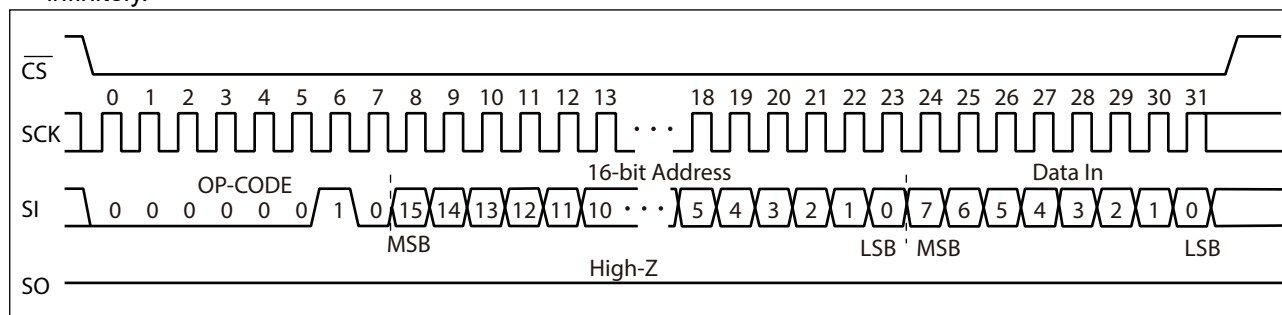 infinitely.
CS
0 1 2 3 4 5 6 7 8 9 10 11 12 13 18 19 20 21 22 23 24 25 26 27 28 29 30 31
SCK
· · ·
OP-CODE 16-bit Address Data In
SI 0 0 0 0 0 0 1 0 15 14 13 12 11 10 · · · 5 4 3 2 1 0 7 6 5 4 3 2 1 0
MSB LSB MSB LSB
High-Z
SO